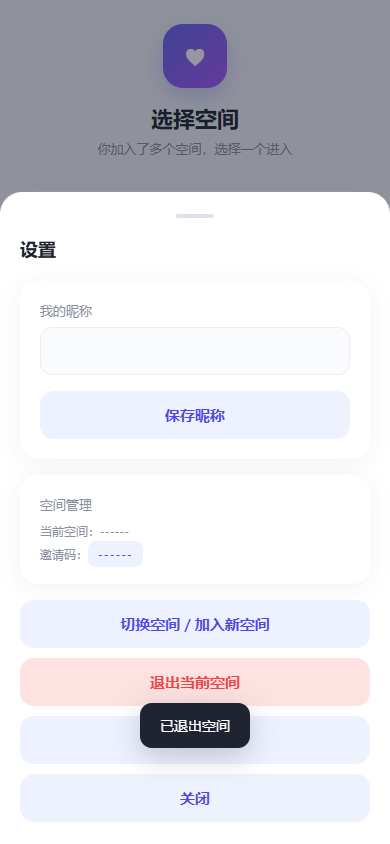 选择空间
你加入了多个空间，选择一个进入
设置
我的昵称
保存昵称
空间管理
当前空间：------
邀请码：------
切换空间 / 加入新空间
退出当前空间
已退出空间
关闭